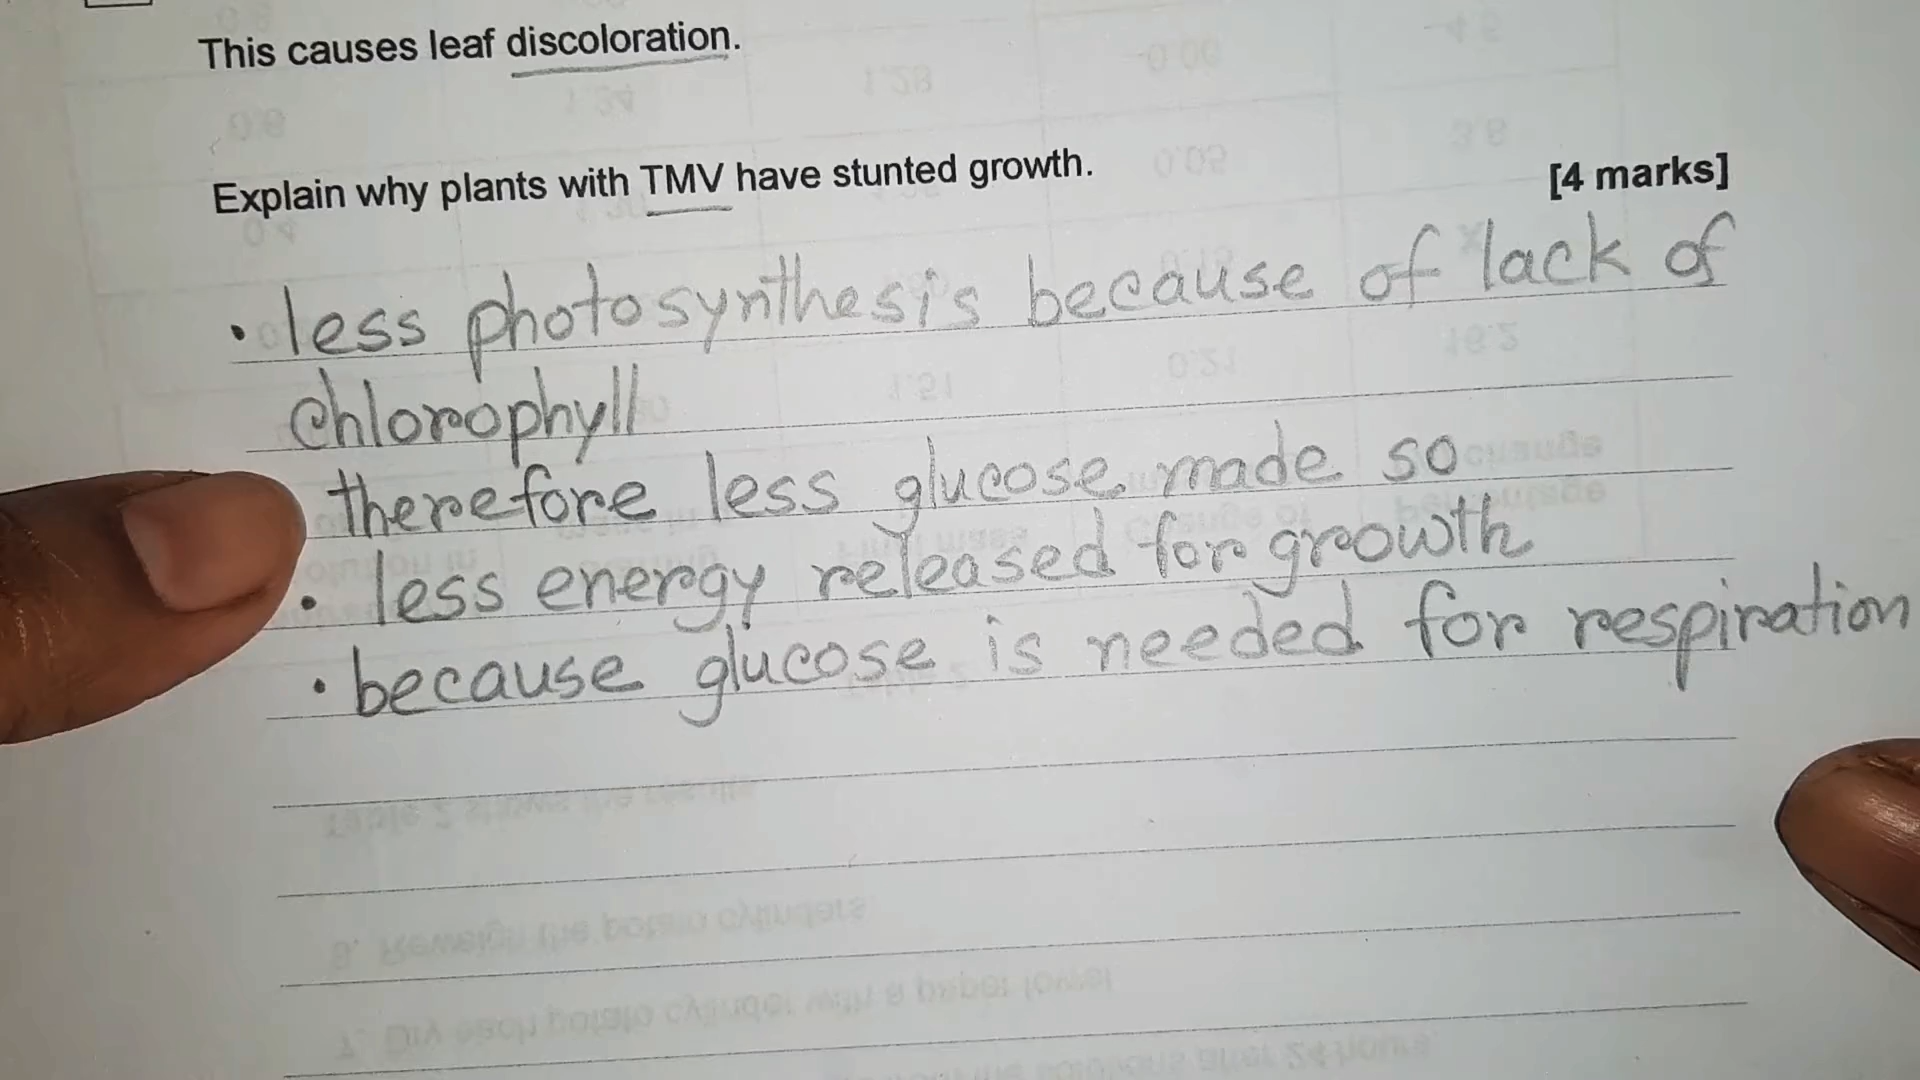 This causes leaf discoloration.
Explain why plants with TMV have stunted growth.
[4 marks]
• less photosynthesis because of lack of
chlorophyll
therefore less glucose made so
• less energy released for growth
• because glucose is needed for respiration